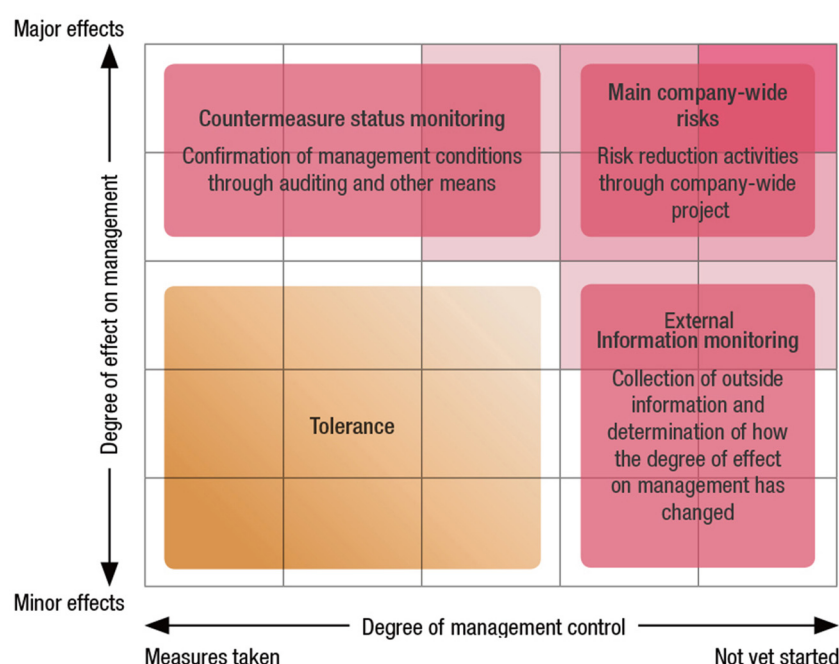 Major effects
Degree of effect on management
Minor effects
Countermeasure status monitoring
Confirmation of management conditions
through auditing and other means
Main company-wide
risks
Risk reduction activities
through company-wide
project
Tolerance
External
Information monitoring
Collection of outside
information and
determination of how
the degree of effect
on management has
changed
Degree of management control
Measures taken
Not yet started